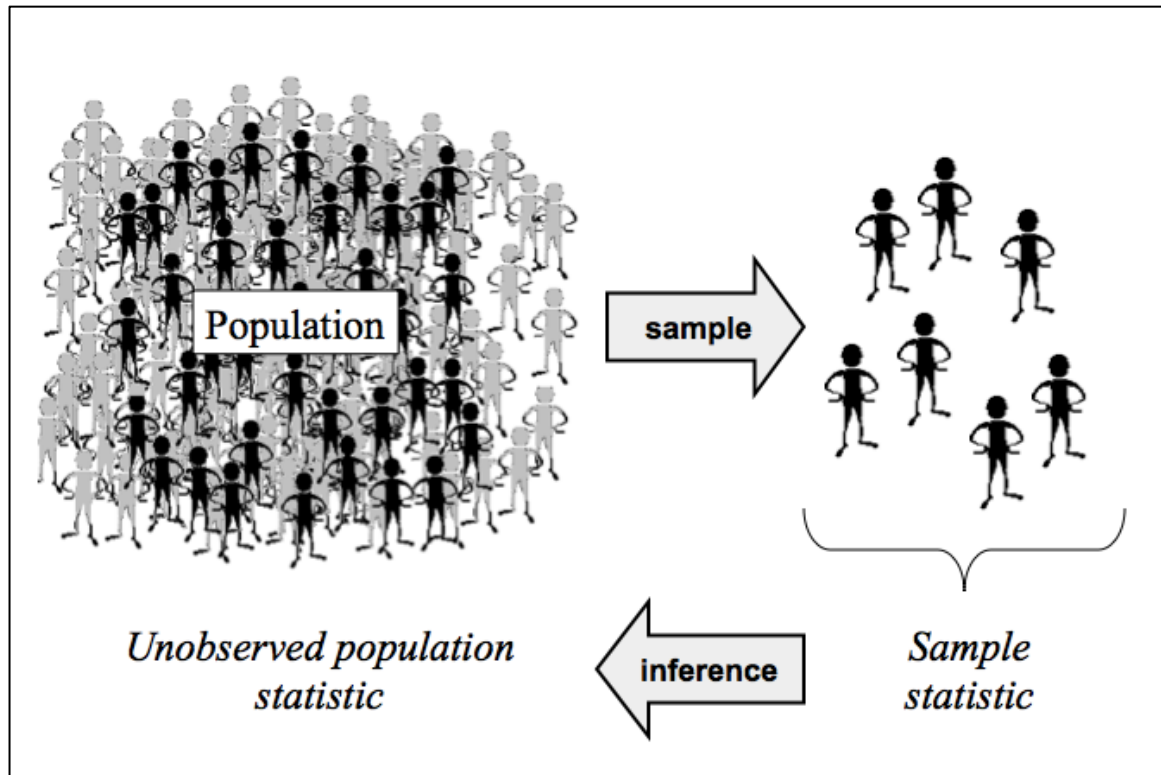 Population
sample
Unobserved population
statistic
inference
Sample
statistic